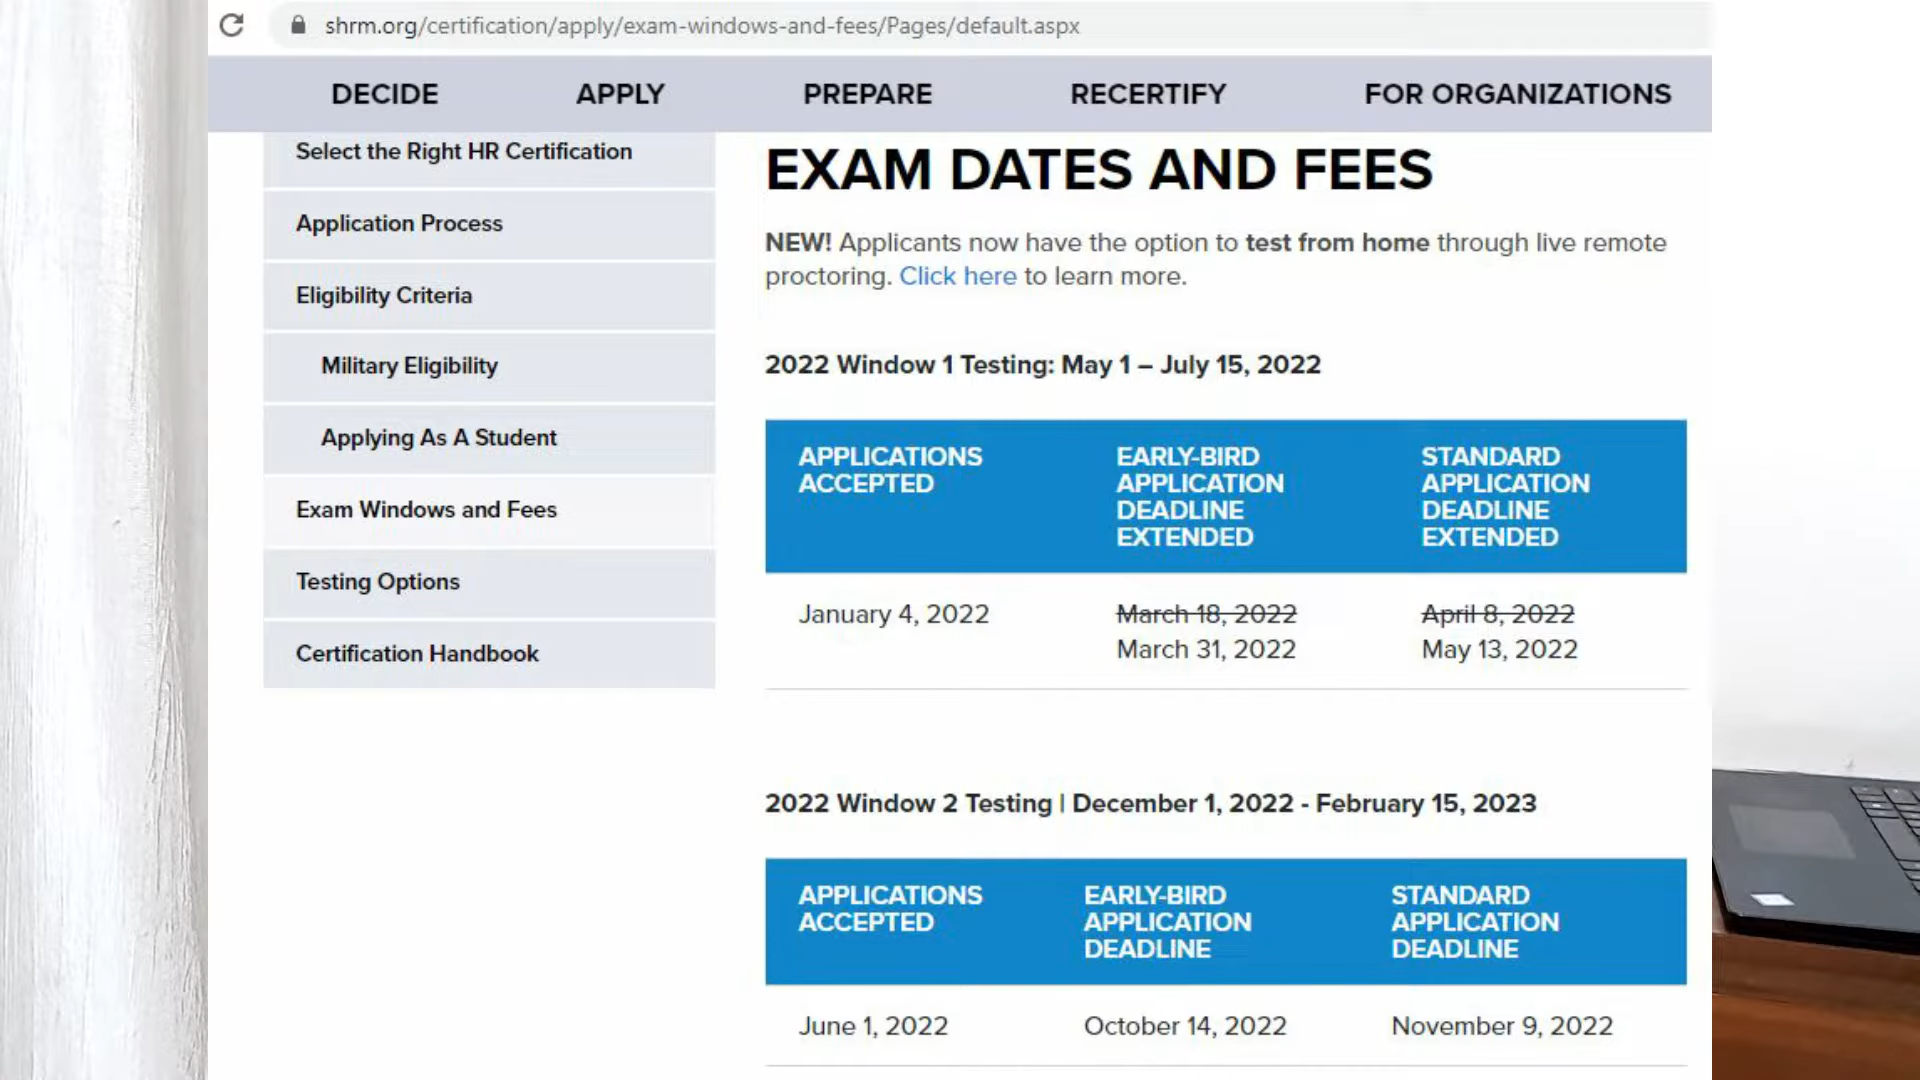 shrm.org/certification/apply/exam-windows-and-fees/Pages/default.aspx
DECIDE APPLY PREPARE RECERTIFY FOR ORGANIZATIONS
Select the Right HR Certification
Application Process
Eligibility Criteria
Military Eligibility
Applying As A Student
Exam Windows and Fees
Testing Options
Certification Handbook
EXAM DATES AND FEES
NEW! Applicants now have the option to test from home through live remote
proctoring. Click here to learn more.
2022 Window 1 Testing: May 1 – July 15, 2022
APPLICATIONS
ACCEPTED
EARLY-BIRD
APPLICATION
DEADLINE
EXTENDED
STANDARD
APPLICATION
DEADLINE
EXTENDED
January 4, 2022
March 18, 2022
March 31, 2022
April 8, 2022
May 13, 2022
2022 Window 2 Testing | December 1, 2022 - February 15, 2023
APPLICATIONS
ACCEPTED
EARLY-BIRD
APPLICATION
DEADLINE
STANDARD
APPLICATION
DEADLINE
June 1, 2022
October 14, 2022
November 9, 2022